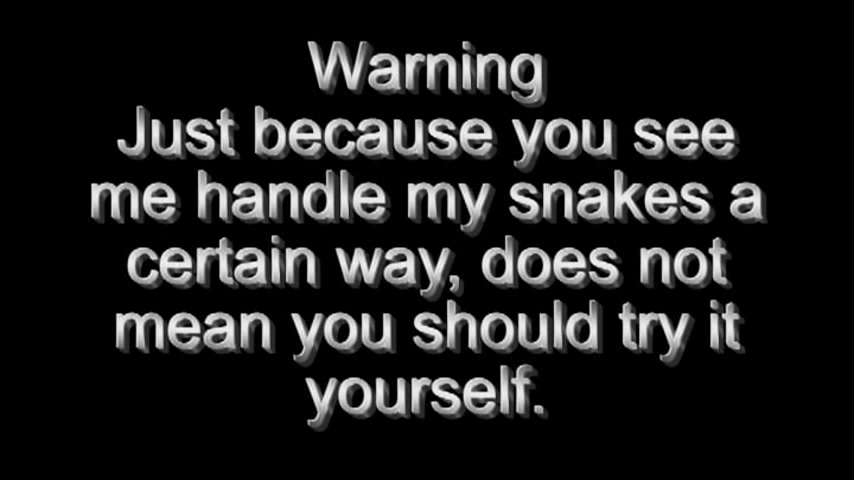 Warning
Just because you see
me handle my snakes a
certain way, does not
mean you should try it
yourself.